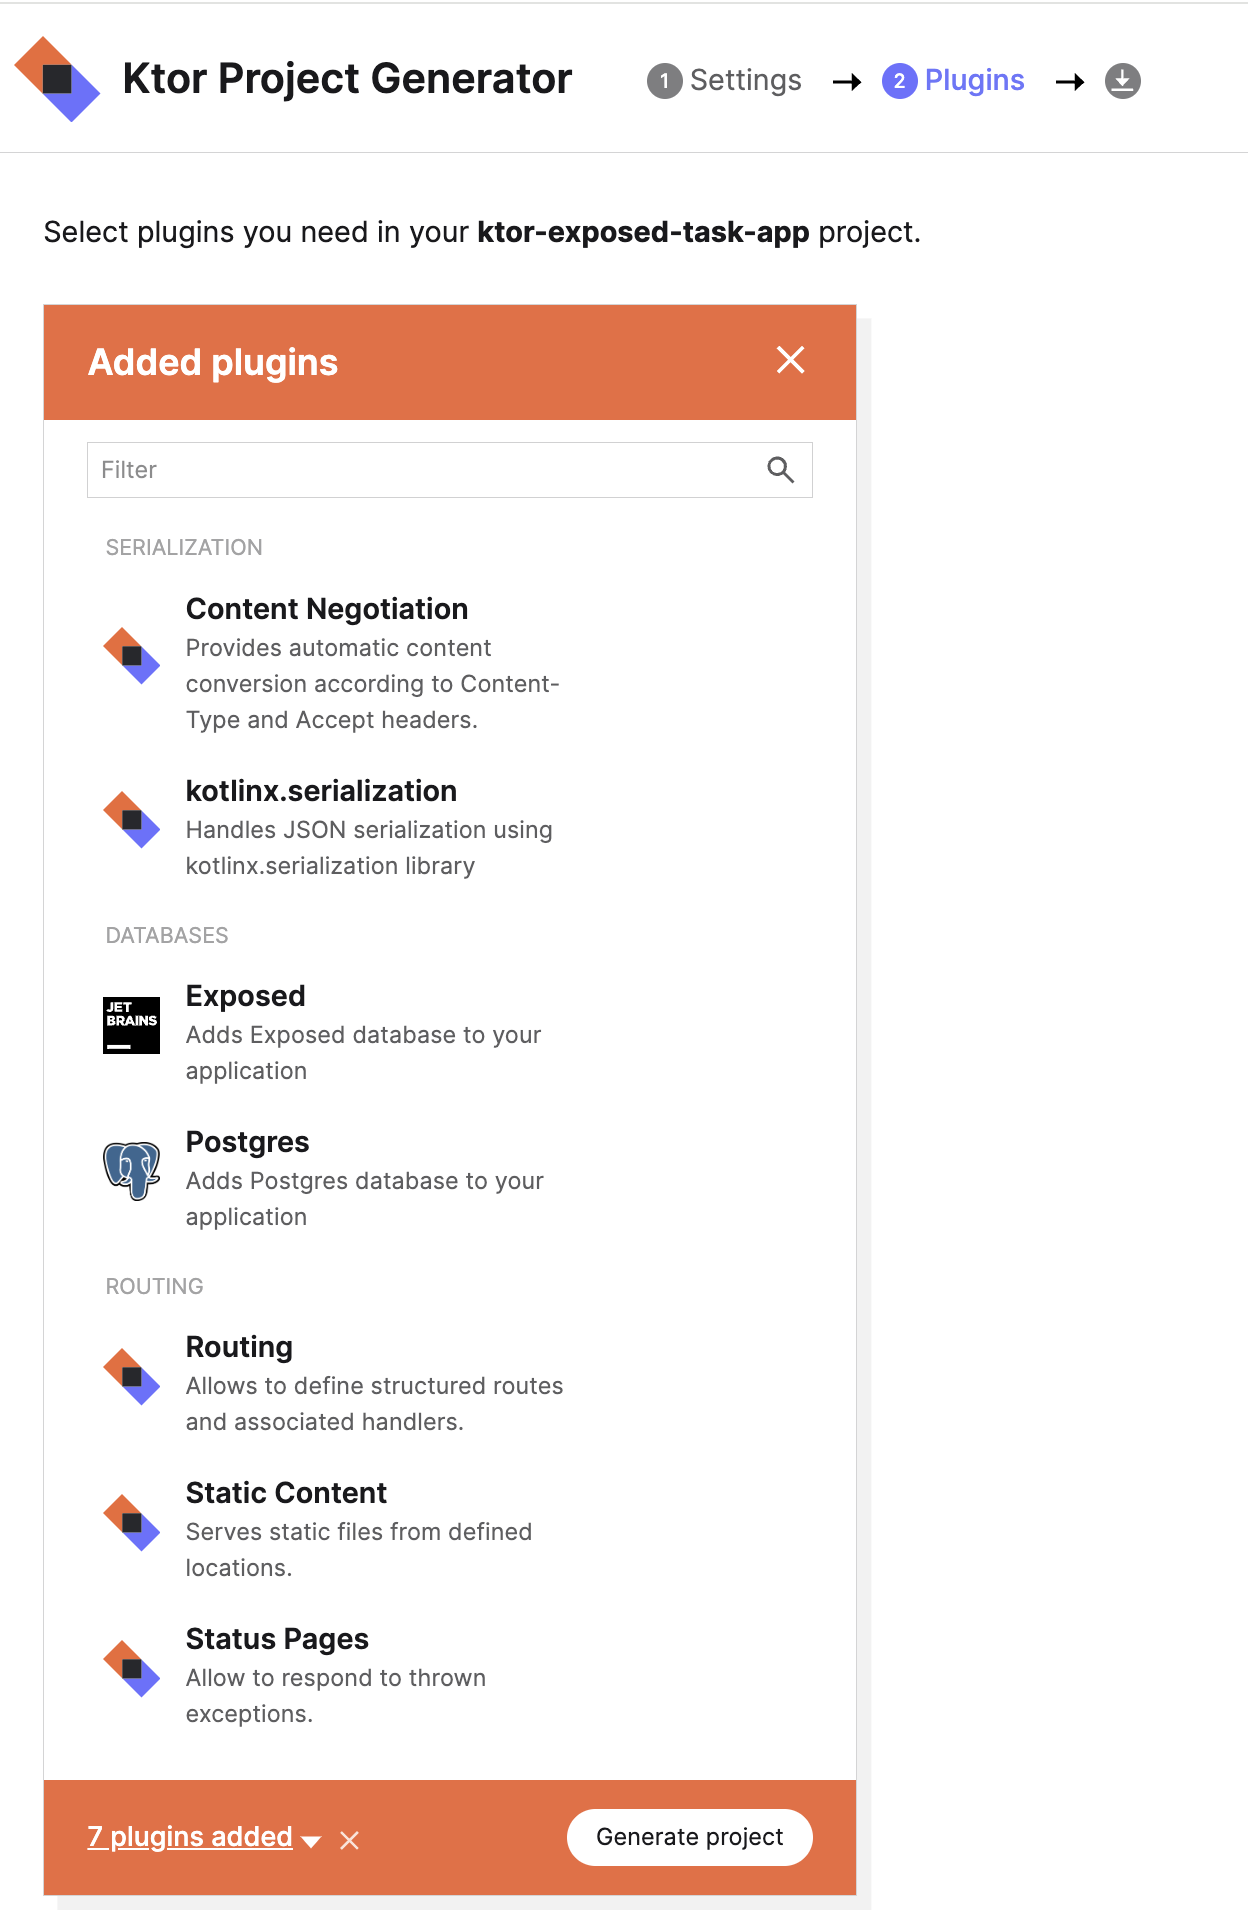 Ktor Project Generator
1 Settings → 2 Plugins →
Select plugins you need in your ktor-exposed-task-app project.
Added plugins
Filter
SERIALIZATION
Content Negotiation
Provides automatic content
conversion according to Content-
Type and Accept headers.
kotlinx.serialization
Handles JSON serialization using
kotlinx.serialization library
DATABASES
JET
BRAINS
Exposed
Adds Exposed database to your
application
Postgres
Adds Postgres database to your
application
ROUTING
Routing
Allows to define structured routes
and associated handlers.
Static Content
Serves static files from defined
locations.
Status Pages
Allow to respond to thrown
exceptions.
7 plugins added
Generate project